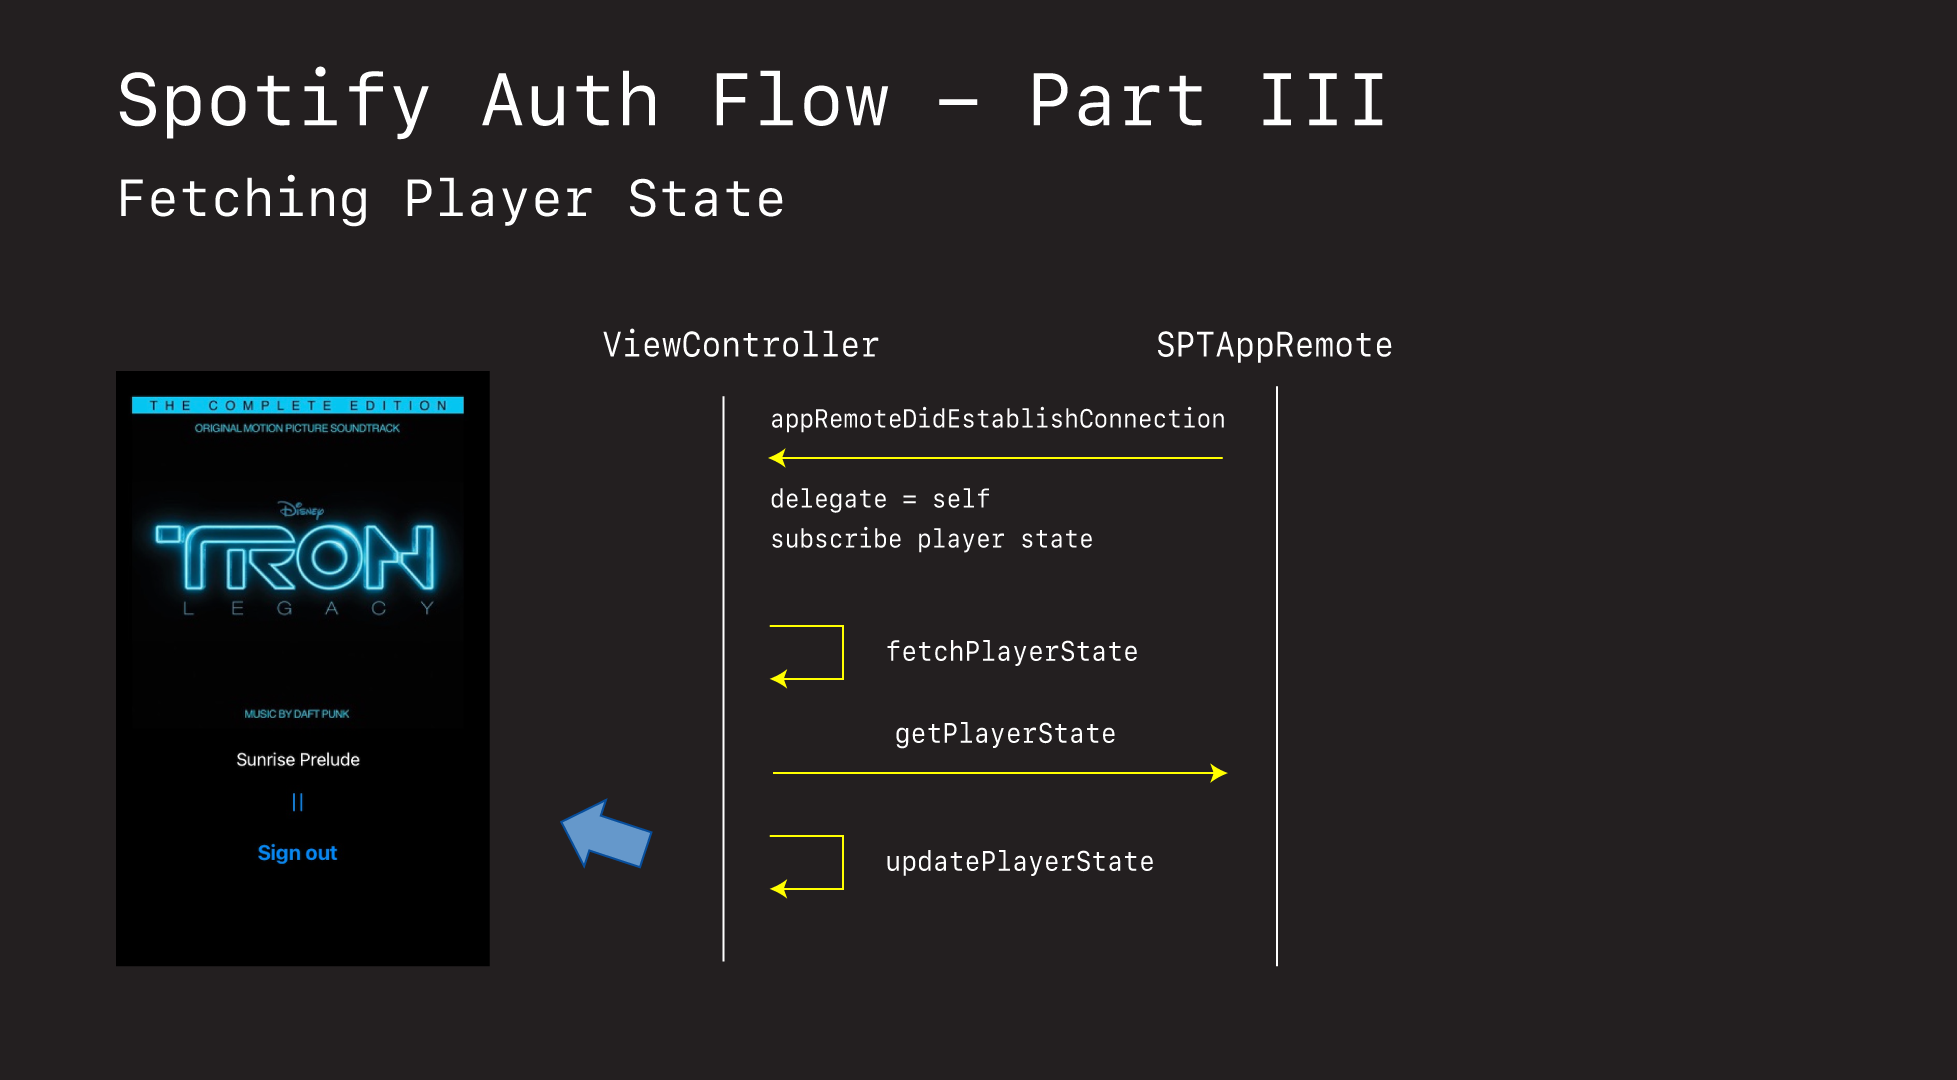 Spotify Auth Flow – Part III
Fetching Player State
ViewController
SPTAppRemote
THE COMPLETE EDITION
ORIGINAL MOTION PICTURE SOUNDTRACK
Disney
TRON
LEGACY
MUSIC BY DAFT PUNK
Sunrise Prelude
Sign out
appRemoteDidEstablishConnection
delegate = self
subscribe player state
fetchPlayerState
getPlayerState
updatePlayerState